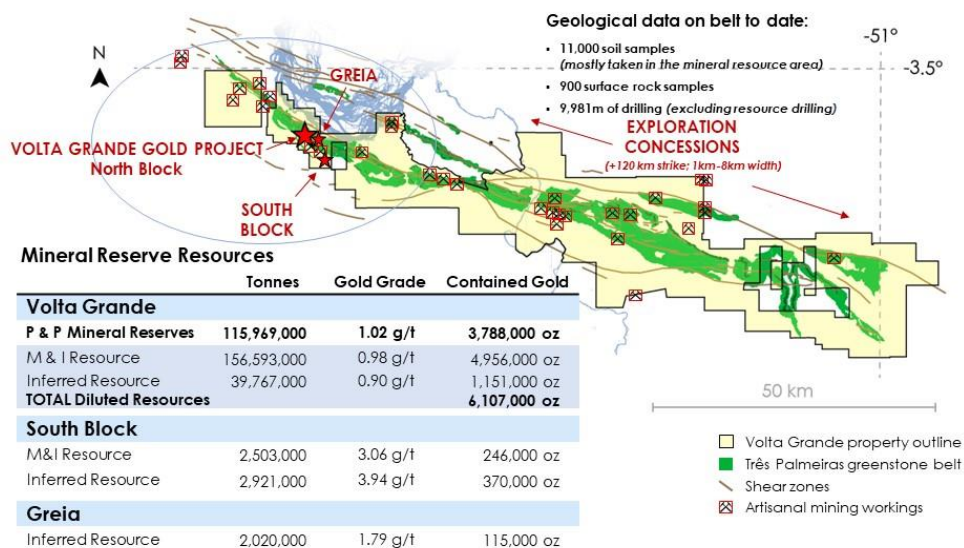 Geological data on belt to date:
▪ 11,000 soil samples
(mostly taken in the mineral resource area)
▪ 900 surface rock samples
▪ 9,981m of drilling (excluding resource drilling)
-51°
-3.5°
N
GREIA
VOLTA GRANDE GOLD PROJECT
North Block
EXPLORATION
CONCESSIONS
(+120 km strike; 1km-8km width)
SOUTH
BLOCK
Mineral Reserve Resources
Tonnes Gold Grade Contained Gold
Volta Grande
P & P Mineral Reserves 115,969,000 1.02 g/t 3,788,000 oz
M & I Resource 156,593,000 0.98 g/t 4,956,000 oz
Inferred Resource 39,767,000 0.90 g/t 1,151,000 oz
TOTAL Diluted Resources 6,107,000 oz
South Block
M&I Resource 2,503,000 3.06 g/t 246,000 oz
Inferred Resource 2,921,000 3.94 g/t 370,000 oz
Greia
Inferred Resource 2,020,000 1.79 g/t 115,000 oz
50 km
Volta Grande property outline
Três Palmeiras greenstone belt
Shear zones
Artisanal mining workings